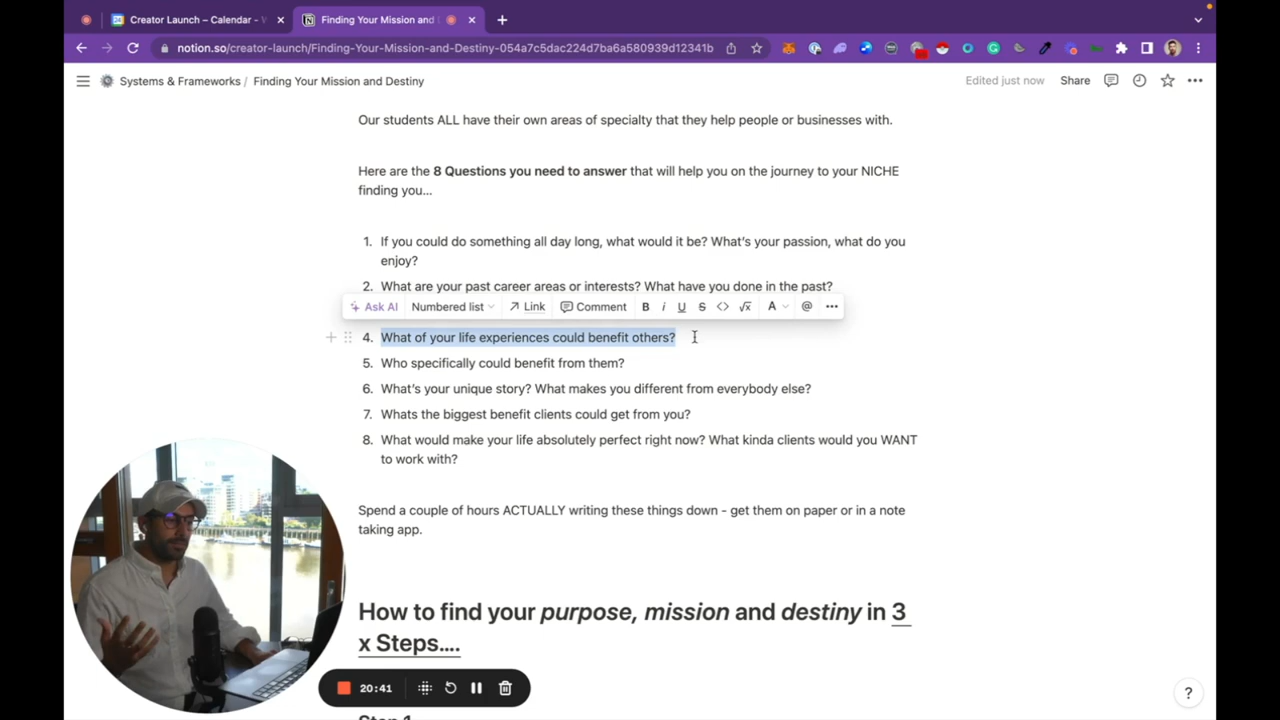 Creator Launch – Calendar -
Finding Your Mission and
notion.so/creator-launch/Finding-Your-Mission-and-Destiny-054a7c5dac224d7ba6a580939d12341b
Systems & Frameworks / Finding Your Mission and Destiny
Edited just now
Share
Our students ALL have their own areas of specialty that they help people or businesses with.
Here are the 8 Questions you need to answer that will help you on the journey to your NICHE
finding you...
1. If you could do something all day long, what would it be? What's your passion, what do you
enjoy?
2. What are your past career areas or interests? What have you done in the past?
Ask AI Numbered list Link Comment B i U S <> √x A @ •••
4. What of your life experiences could benefit others?
5. Who specifically could benefit from them?
6. What's your unique story? What makes you different from everybody else?
7. Whats the biggest benefit clients could get from you?
8. What would make your life absolutely perfect right now? What kinda clients would you WANT
to work with?
Spend a couple of hours ACTUALLY writing these things down - get them on paper or in a note
taking app.
How to find your purpose, mission and destiny in 3
x Steps....
20:41
?